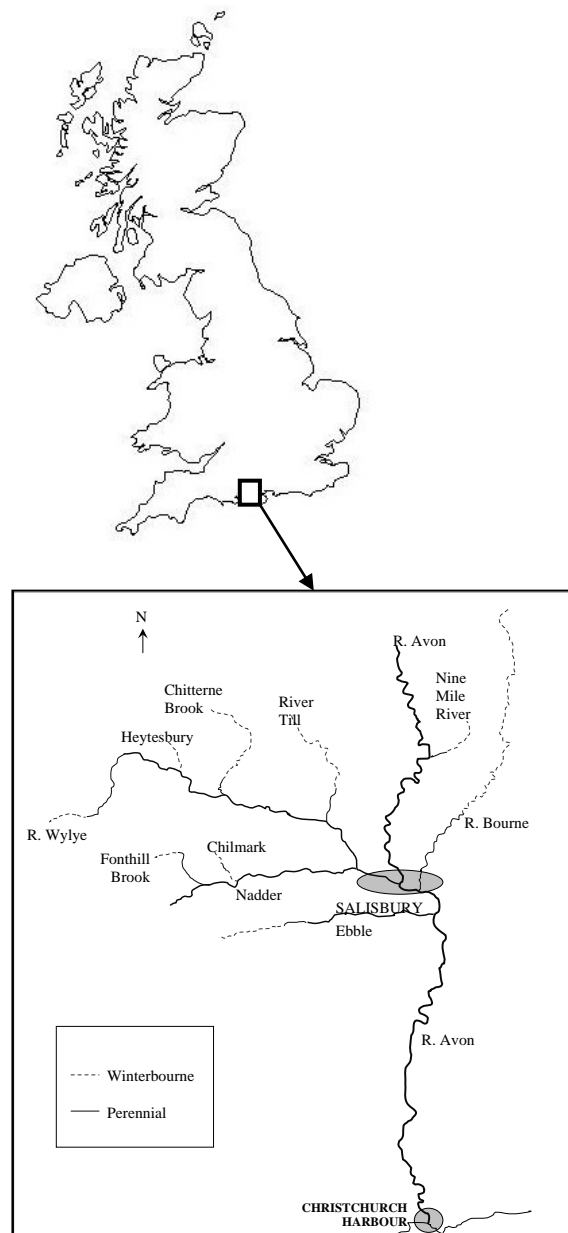 N
R. Avon
Nine
Mile
River
Chitterne
Brook
River
Till
Heytesbury
R. Wylye
R. Bourne
Fonthill
Brook
Chilmark
Nadder
SALISBURY
Ebble
R. Avon
Winterbourne
Perennial
CHRISTCHURCH
HARBOUR